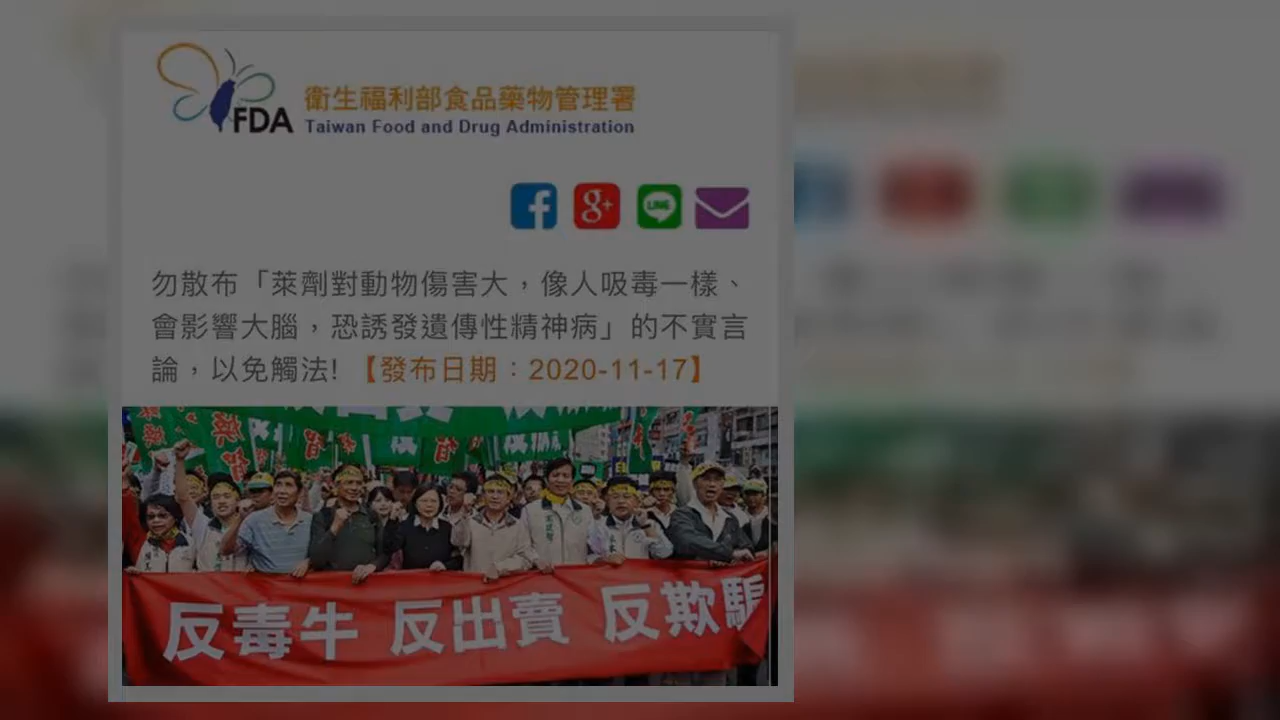 FDA
衛生福利部食品藥物管理署
Taiwan Food and Drug Administration
LINE
勿散布「萊劑對動物傷害大，像人吸毒一樣、
會影響大腦，恐誘發遺傳性精神病」的不實言
論，以免觸法!【發布日期：2020-11-17】
反毒牛 反出賣 反欺騙